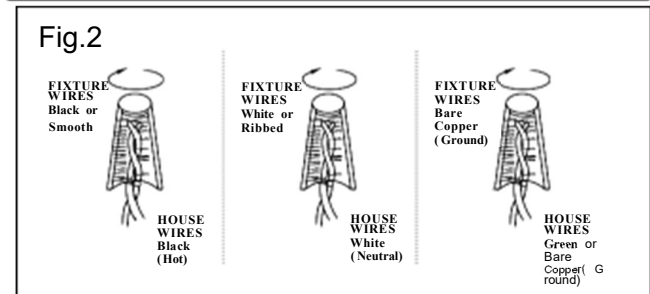 Fig.2
FIXTURE
WIRES
Black or
Smooth
HOUSE
WIRES
Black
(Hot)
FIXTURE
WIRES
White or
Ribbed
HOUSE
WIRES
White
(Neutral)
FIXTURE
WIRES
Bare
Copper
(Ground)
HOUSE
WIRES
Green or
Bare
Copper( G
round)